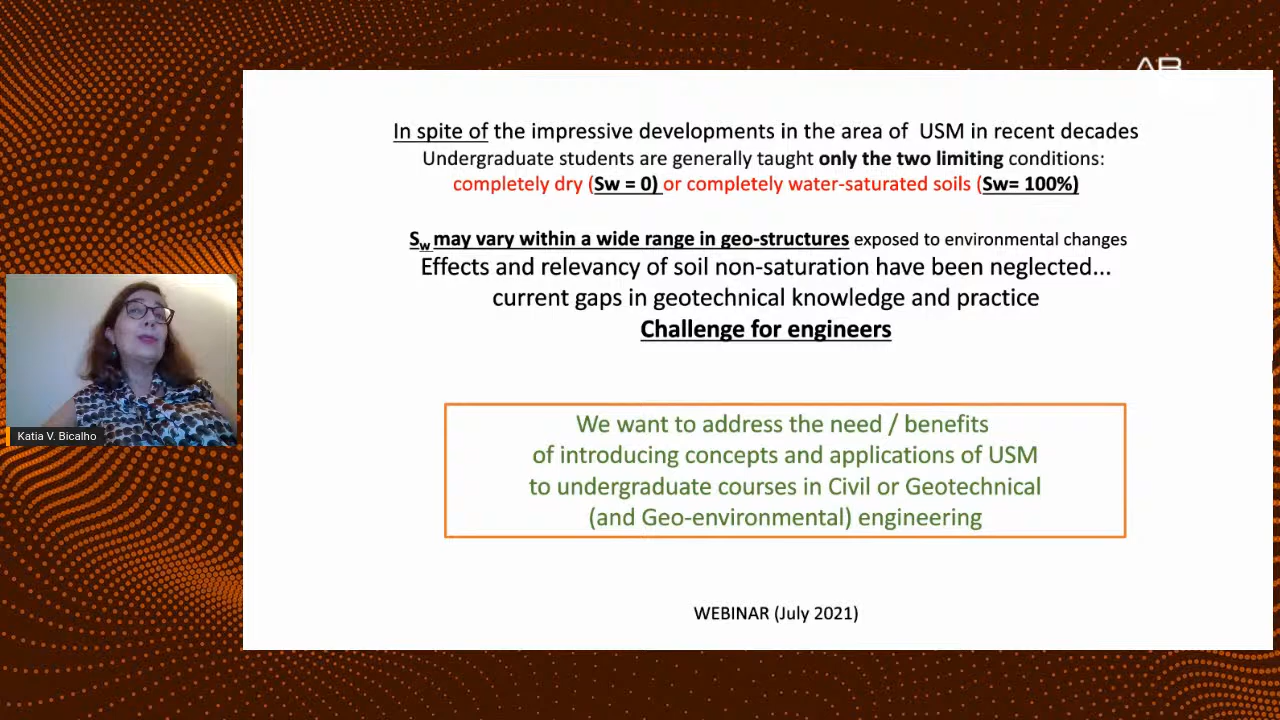 In spite of the impressive developments in the area of USM in recent decades
Undergraduate students are generally taught only the two limiting conditions:
completely dry (Sw = 0) or completely water-saturated soils (Sw= 100%)
Sw may vary within a wide range in geo-structures exposed to environmental changes
Effects and relevancy of soil non-saturation have been neglected...
current gaps in geotechnical knowledge and practice
Challenge for engineers
Katia V. Bicalho
We want to address the need / benefits
of introducing concepts and applications of USM
to undergraduate courses in Civil or Geotechnical
(and Geo-environmental) engineering
WEBINAR (July 2021)